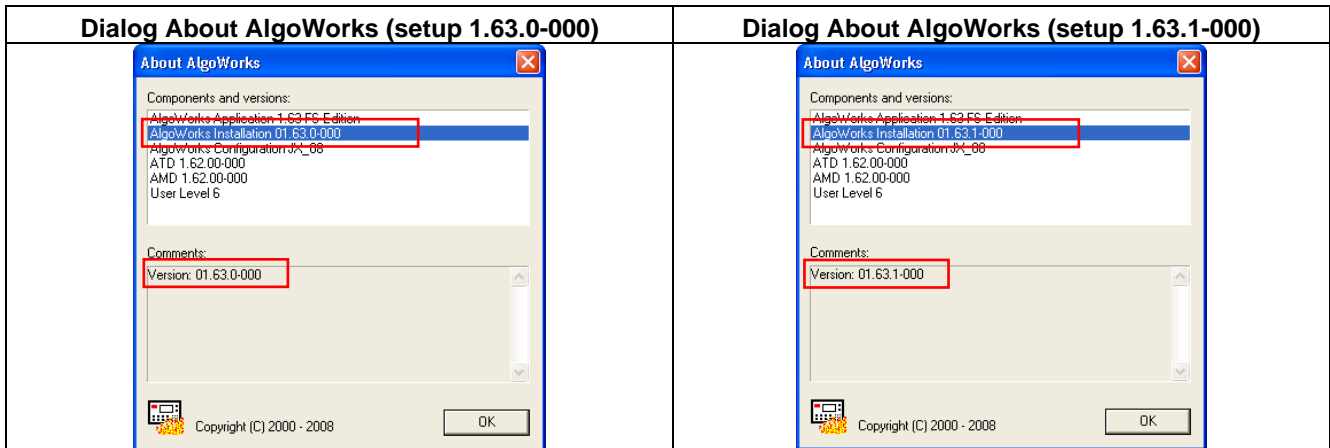 Dialog About AlgoWorks (setup 1.63.0-000)
About AlgoWorks
Components and versions:
AlgoWorks Application 1.63 FS-Edition
AlgoWorks Installation 01.63.0-000
AlgoWorks Configuration JX_08
ATD 1.62.00-000
AMD 1.62.00-000
User Level 6
Comments:
Version: 01.63.0-000
Copyright (C) 2000 - 2008
OK
Dialog About AlgoWorks (setup 1.63.1-000)
About AlgoWorks
Components and versions:
AlgoWorks Application 1.63 FS-Edition
AlgoWorks Installation 01.63.1-000
AlgoWorks Configuration JX_08
ATD 1.62.00-000
AMD 1.62.00-000
User Level 6
Comments:
Version: 01.63.1-000
Copyright (C) 2000 - 2008
OK